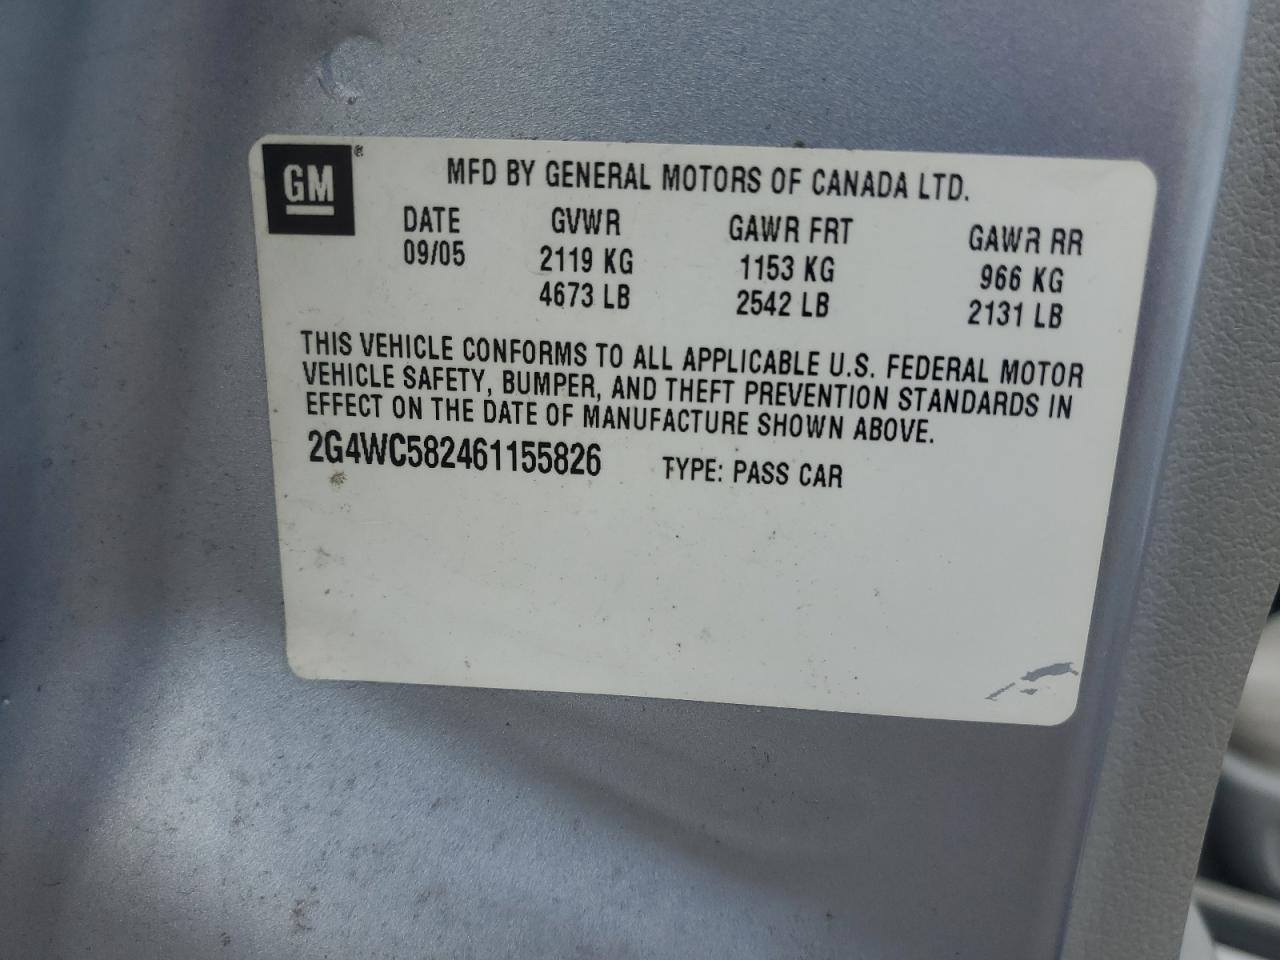 GM®
MFD BY GENERAL MOTORS OF CANADA LTD.
DATE GVWR GAWR FRT GAWR RR
09/05 2119 KG 1153 KG 966 KG
4673 LB 2542 LB 2131 LB
THIS VEHICLE CONFORMS TO ALL APPLICABLE U.S. FEDERAL MOTOR
VEHICLE SAFETY, BUMPER, AND THEFT PREVENTION STANDARDS IN
EFFECT ON THE DATE OF MANUFACTURE SHOWN ABOVE.
2G4WC582461155826 TYPE: PASS CAR